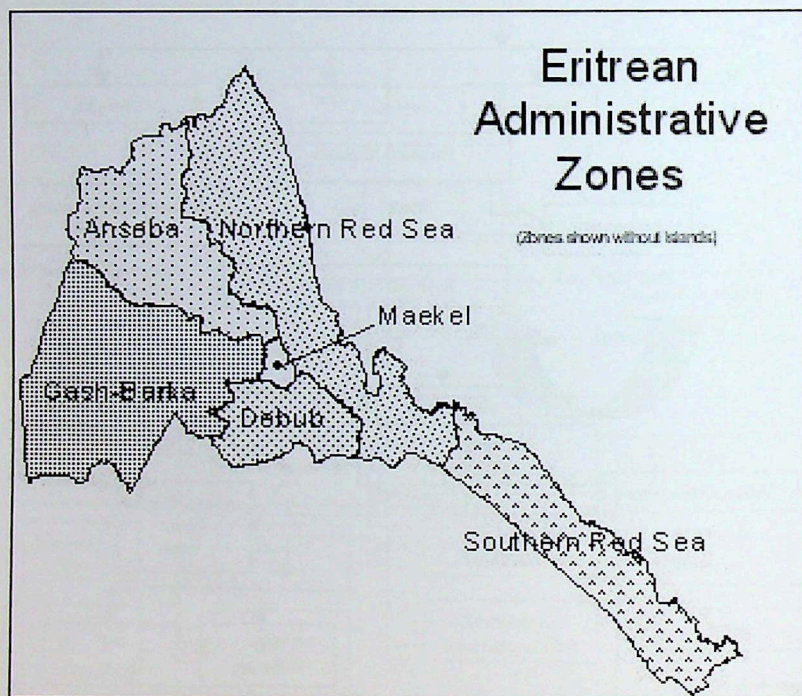 Eritrean
Administrative
Zones
(Zones shown without Islands)
Anseba
Northern Red Sea
Maekel
Gash-Barka
Debub
Southern Red Sea